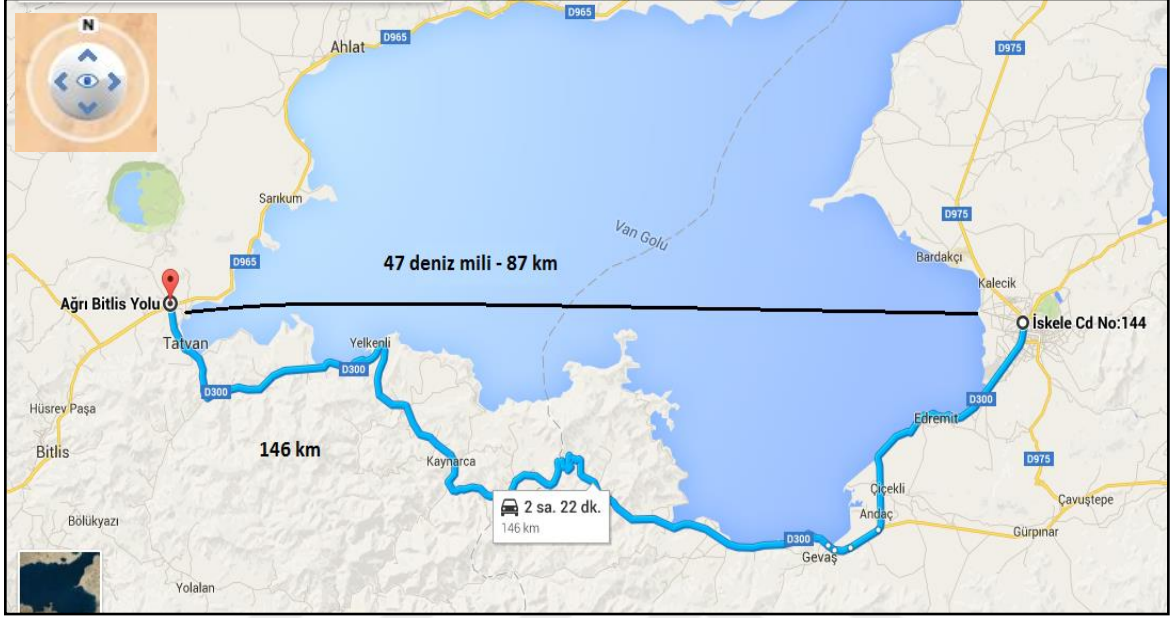 N
D965
D965
Ahlat
D975
Sarıkum
D975
Van Golu
D965
47 deniz mili - 87 km
Bardakçı
Kalecik
Ağrı Bitlis Yolu
İskele Cd No:144
Tatvan
Yelkenli
D300
D300
D300
Hüsrev Paşa
Edremit
Bitlis
146 km
Kaynarca
D975
Çiçekli
Çavuştepe
2 sa. 22 dk.
146 km
Andaç
Bölükyazı
Gürpınar
D300
Gevaş
Yolalan